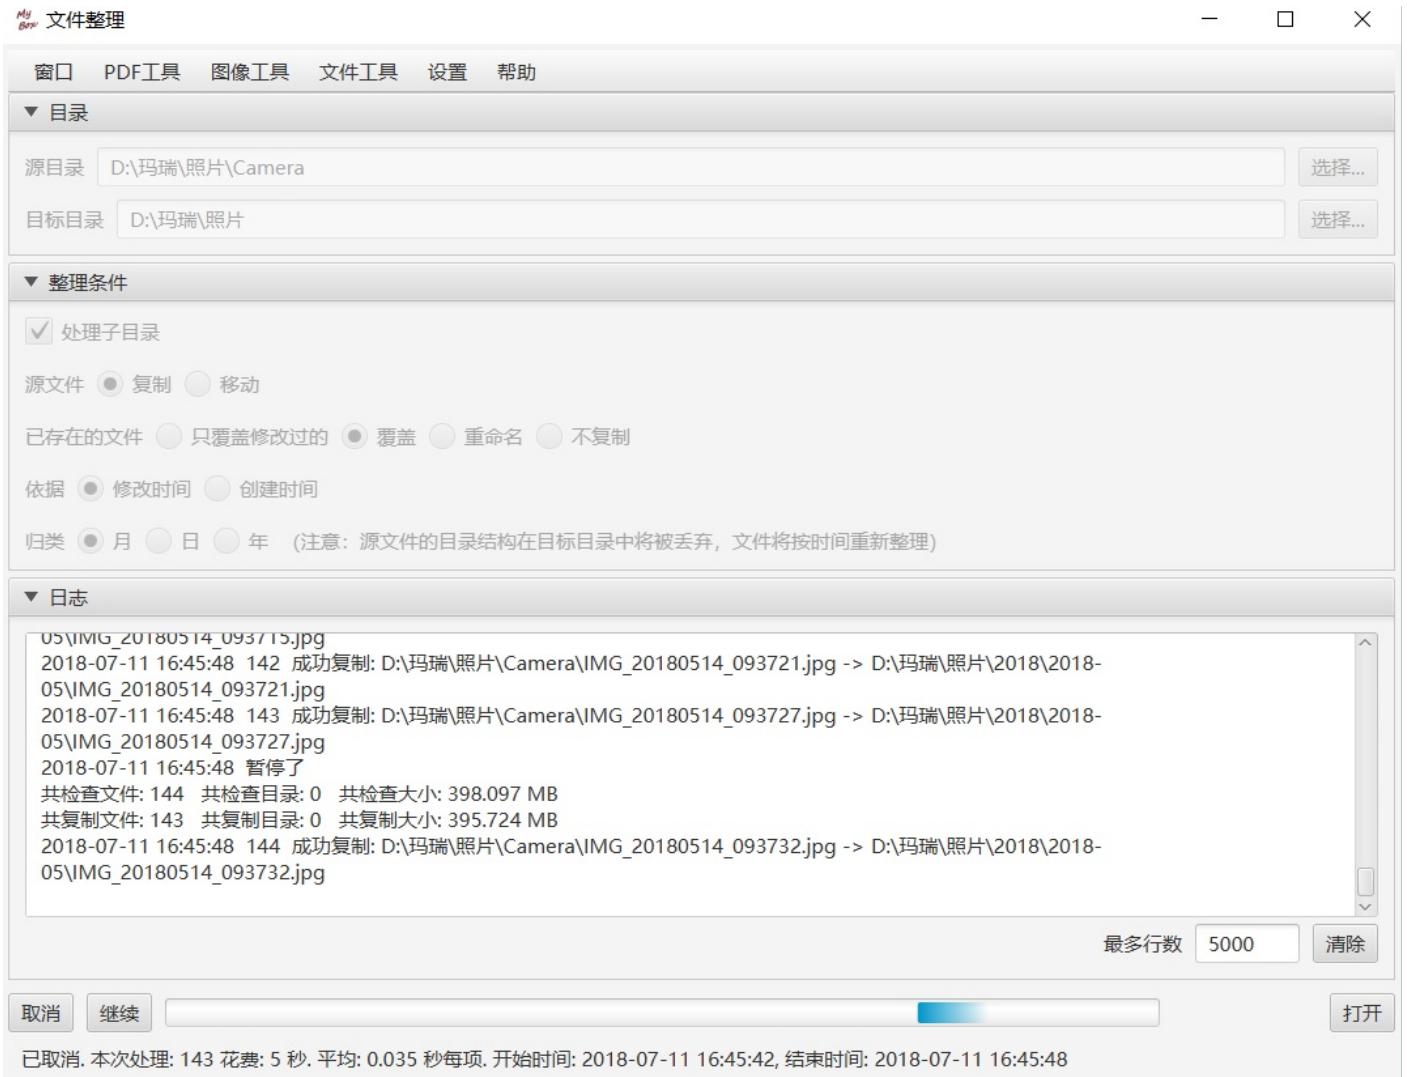 My Box 文件整理
窗口 PDF工具 图像工具 文件工具 设置 帮助
目录
源目录 D:\玛瑞\照片\Camera 选择...
目标目录 D:\玛瑞\照片 选择...
整理条件
处理子目录
源文件 复制 移动
已存在的文件 只覆盖修改过的 覆盖 重命名 不复制
依据 修改时间 创建时间
归类 月 日 年 (注意：源文件的目录结构在目标目录中将被丢弃，文件将按时间重新整理)
日志
05\IMG_20180514_093715.jpg
2018-07-11 16:45:48 142 成功复制: D:\玛瑞\照片\Camera\IMG_20180514_093721.jpg -> D:\玛瑞\照片\2018\2018-
05\IMG_20180514_093721.jpg
2018-07-11 16:45:48 143 成功复制: D:\玛瑞\照片\Camera\IMG_20180514_093727.jpg -> D:\玛瑞\照片\2018\2018-
05\IMG_20180514_093727.jpg
2018-07-11 16:45:48 暂停了
共检查文件: 144 共检查目录: 0 共检查大小: 398.097 MB
共复制文件: 143 共复制目录: 0 共复制大小: 395.724 MB
2018-07-11 16:45:48 144 成功复制: D:\玛瑞\照片\Camera\IMG_20180514_093732.jpg -> D:\玛瑞\照片\2018\2018-
05\IMG_20180514_093732.jpg
最多行数 5000 清除
取消 继续 打开
已取消. 本次处理: 143 花费: 5 秒. 平均: 0.035 秒每项. 开始时间: 2018-07-11 16:45:42, 结束时间: 2018-07-11 16:45:48